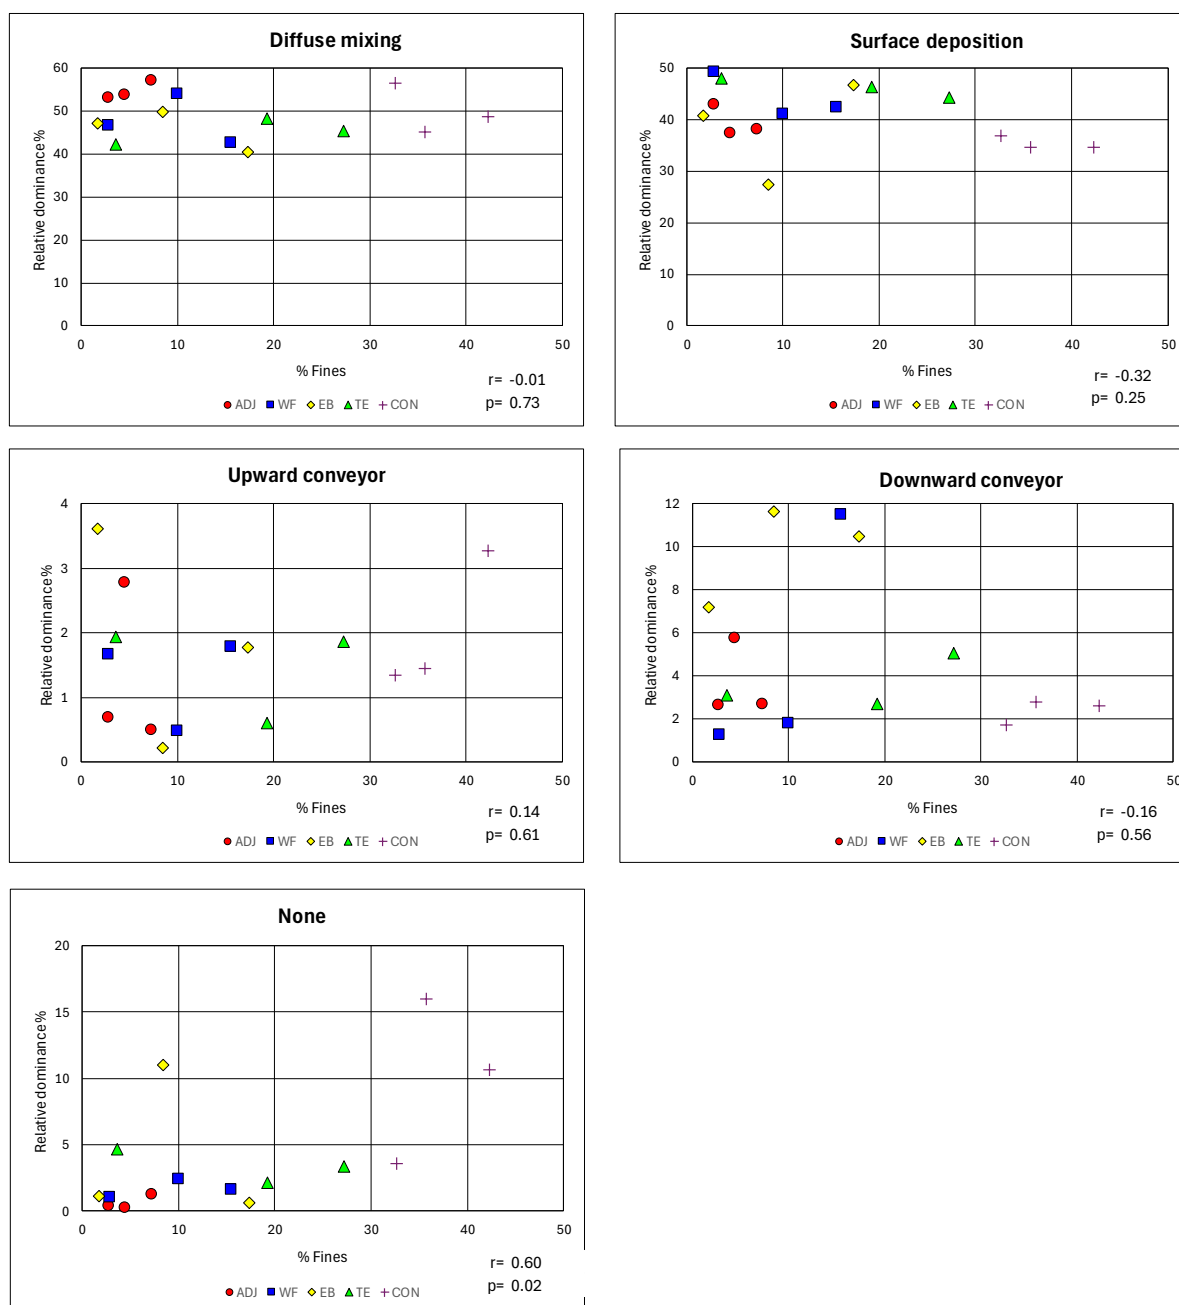 Diffuse mixing
60
50
40
30
20
10
0
Relative dominance%
0 10 20 30 40 50
% Fines
r= -0.01
p= 0.73
ADJ WF EB TE CON
Surface deposition
50
40
30
20
10
0
Relative dominance%
0 10 20 30 40 50
% Fines
r= -0.32
p= 0.25
ADJ WF EB TE CON
Upward conveyor
4
3
2
1
0
Relative dominance%
0 10 20 30 40 50
% Fines
r= 0.14
p= 0.61
ADJ WF EB TE CON
Downward conveyor
12
10
8
6
4
2
0
Relative dominance%
0 10 20 30 40 50
% Fines
r= -0.16
p= 0.56
ADJ WF EB TE CON
None
20
15
10
5
0
Relative dominance%
0 10 20 30 40 50
% Fines
r= 0.60
p= 0.02
ADJ WF EB TE CON